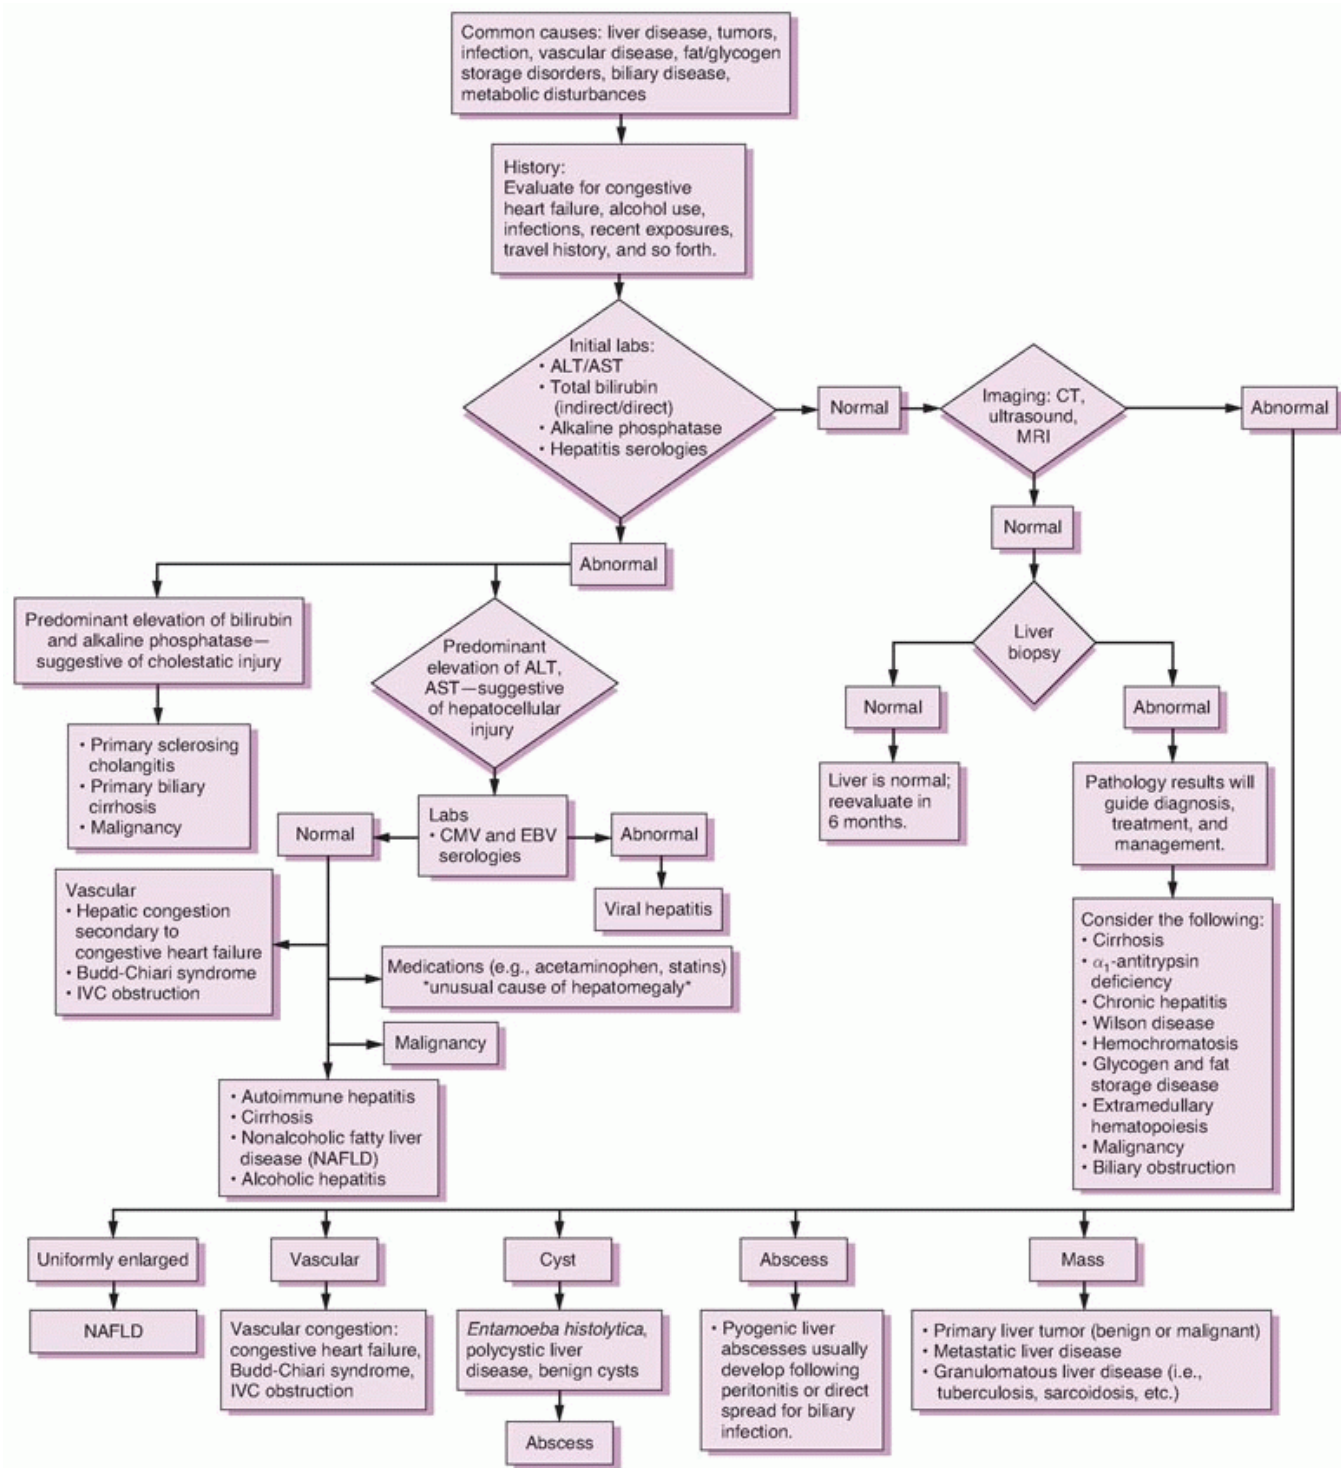 Common causes: liver disease, tumors,
infection, vascular disease, fat/glycogen
storage disorders, biliary disease,
metabolic disturbances
History:
Evaluate for congestive
heart failure, alcohol use,
infections, recent exposures,
travel history, and so forth.
Initial labs:
• ALT/AST
• Total bilirubin
(indirect/direct)
• Alkaline phosphatase
• Hepatitis serologies
Normal
Imaging: CT,
ultrasound,
MRI
Abnormal
Normal
Abnormal
Predominant elevation of bilirubin
and alkaline phosphatase—
suggestive of cholestatic injury
Predominant
elevation of ALT,
AST—suggestive
of hepatocellular
injury
Liver
biopsy
Normal
Abnormal
• Primary sclerosing
cholangitis
• Primary biliary
cirrhosis
• Malignancy
Liver is normal;
reevaluate in
6 months.
Pathology results will
guide diagnosis,
treatment, and
management.
Normal
Labs
• CMV and EBV
serologies
Abnormal
Viral hepatitis
Vascular
• Hepatic congestion
secondary to
congestive heart failure
• Budd-Chiari syndrome
• IVC obstruction
Medications (e.g., acetaminophen, statins)
*unusual cause of hepatomegaly*
Malignancy
Consider the following:
• Cirrhosis
• α₁-antitrypsin
deficiency
• Chronic hepatitis
• Wilson disease
• Hemochromatosis
• Glycogen and fat
storage disease
• Extramedullary
hematopoiesis
• Malignancy
• Biliary obstruction
• Autoimmune hepatitis
• Cirrhosis
• Nonalcoholic fatty liver
disease (NAFLD)
• Alcoholic hepatitis
Uniformly enlarged
Vascular
Cyst
Abscess
Mass
NAFLD
Vascular congestion:
congestive heart failure,
Budd-Chiari syndrome,
IVC obstruction
Entamoeba histolytica,
polycystic liver
disease, benign cysts
Abscess
• Pyogenic liver
abscesses usually
develop following
peritonitis or direct
spread for biliary
infection.
• Primary liver tumor (benign or malignant)
• Metastatic liver disease
• Granulomatous liver disease (i.e.,
tuberculosis, sarcoidosis, etc.)